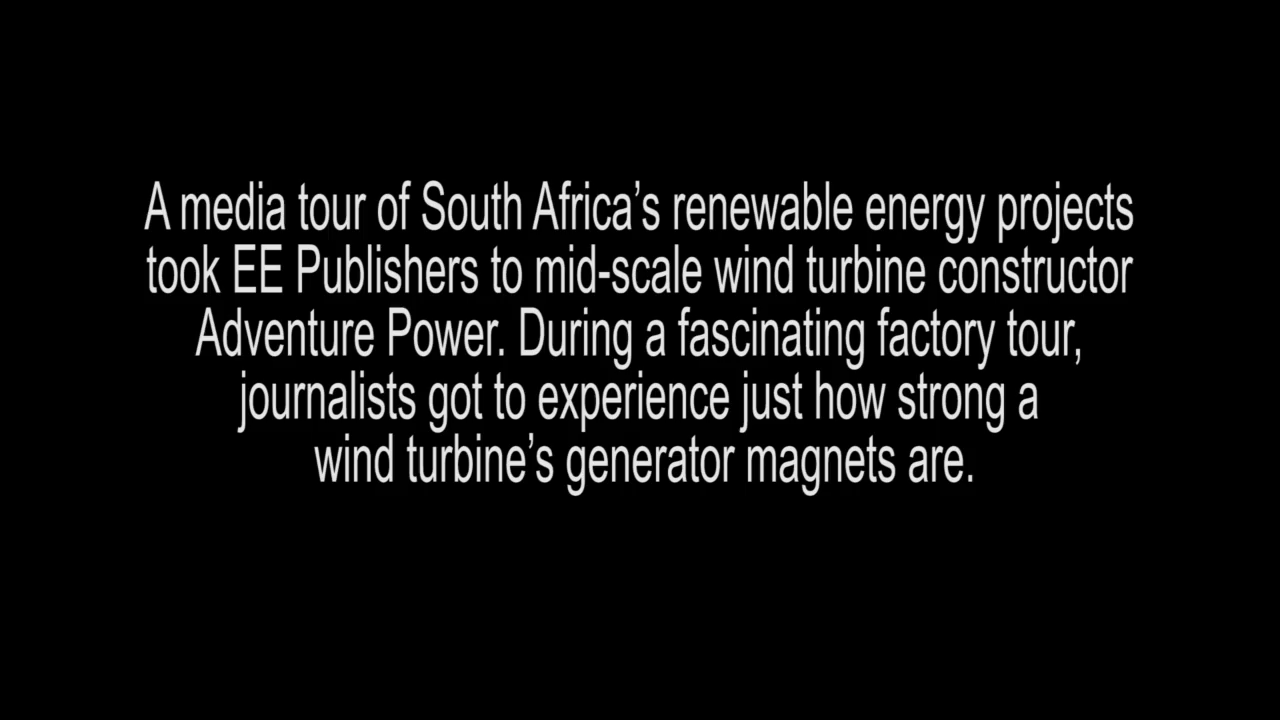 A media tour of South Africa’s renewable energy projects
took EE Publishers to mid-scale wind turbine constructor
Adventure Power. During a fascinating factory tour,
journalists got to experience just how strong a
wind turbine’s generator magnets are.